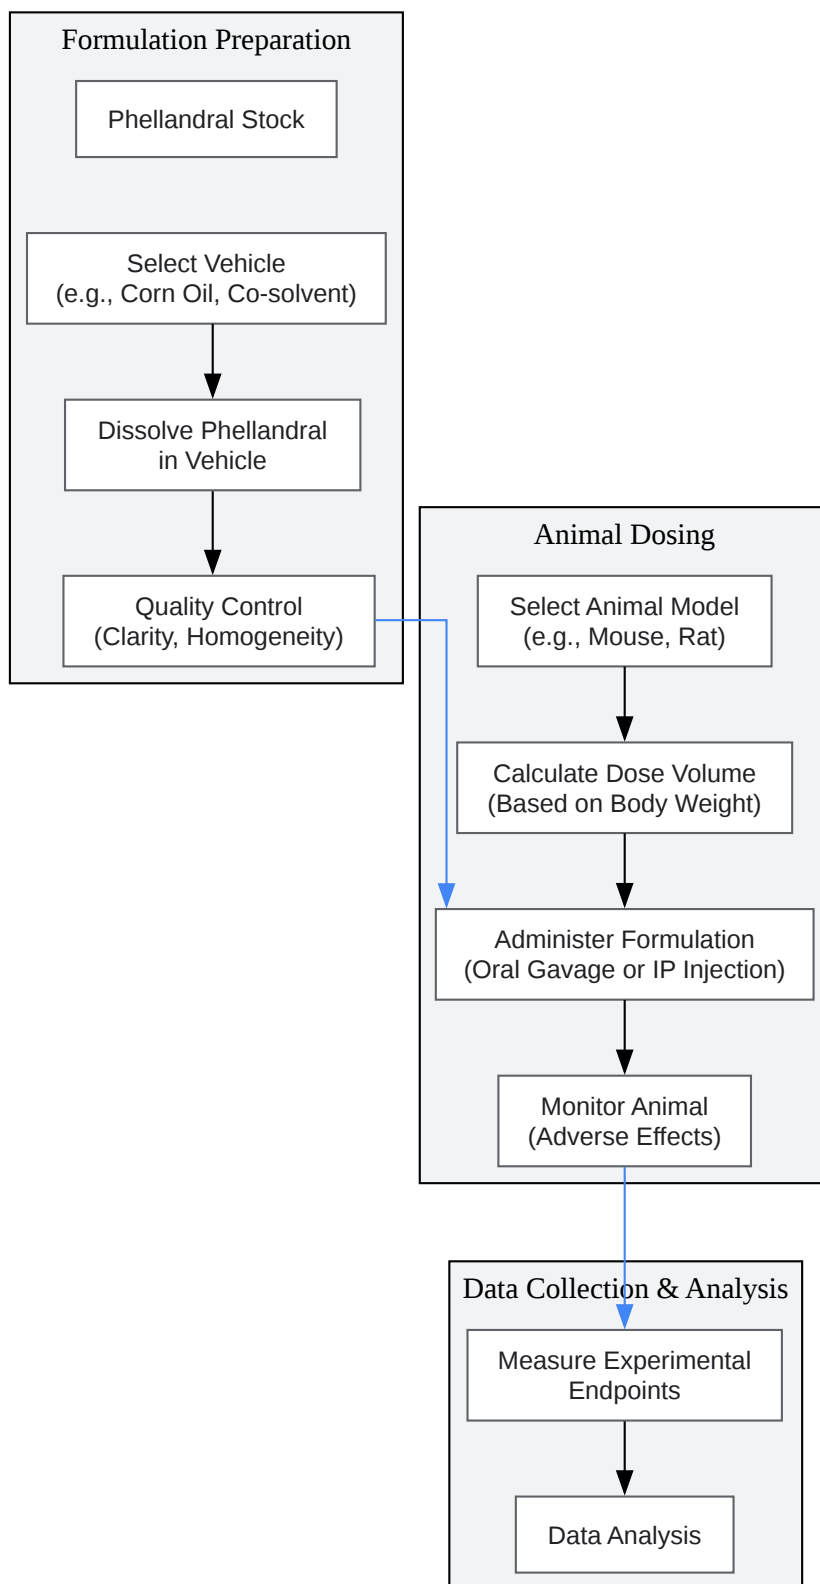 Formulation Preparation
Phellandral Stock
Select Vehicle
(e.g., Corn Oil, Co-solvent)
Dissolve Phellandral
in Vehicle
Quality Control
(Clarity, Homogeneity)
Animal Dosing
Select Animal Model
(e.g., Mouse, Rat)
Calculate Dose Volume
(Based on Body Weight)
Administer Formulation
(Oral Gavage or IP Injection)
Monitor Animal
(Adverse Effects)
Data Collection & Analysis
Measure Experimental
Endpoints
Data Analysis